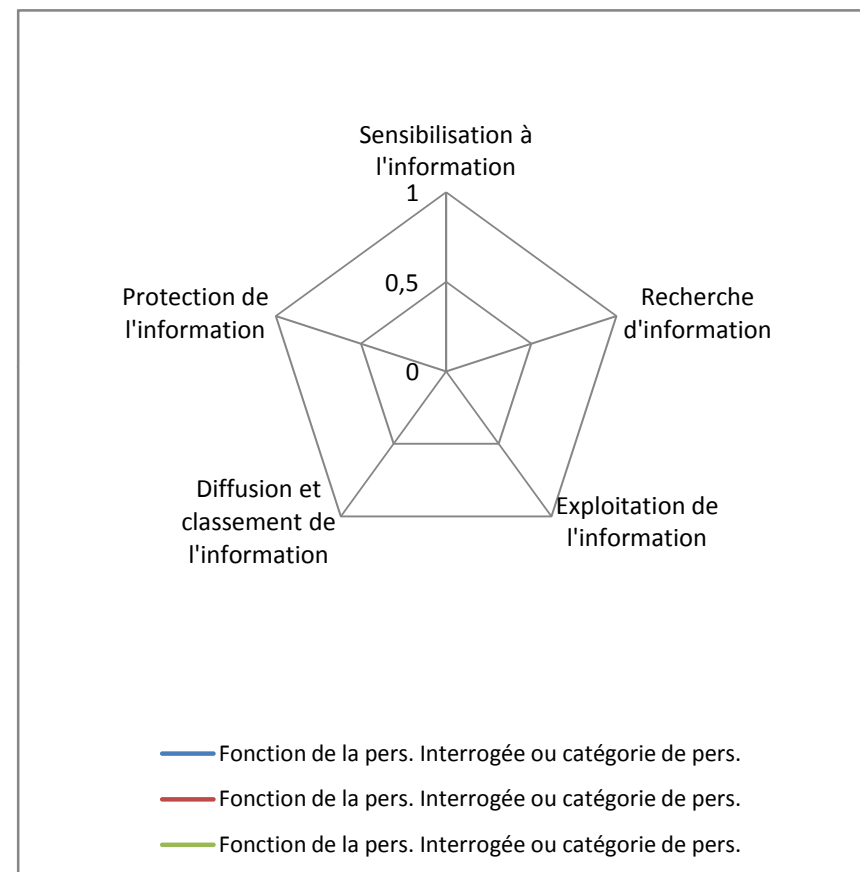 Sensibilisation à
l'information
1
0,5
0
Protection de
l'information
Recherche
d'information
Diffusion et
classement de
l'information
Exploitation de
l'information
Fonction de la pers. Interrogée ou catégorie de pers.
Fonction de la pers. Interrogée ou catégorie de pers.
Fonction de la pers. Interrogée ou catégorie de pers.